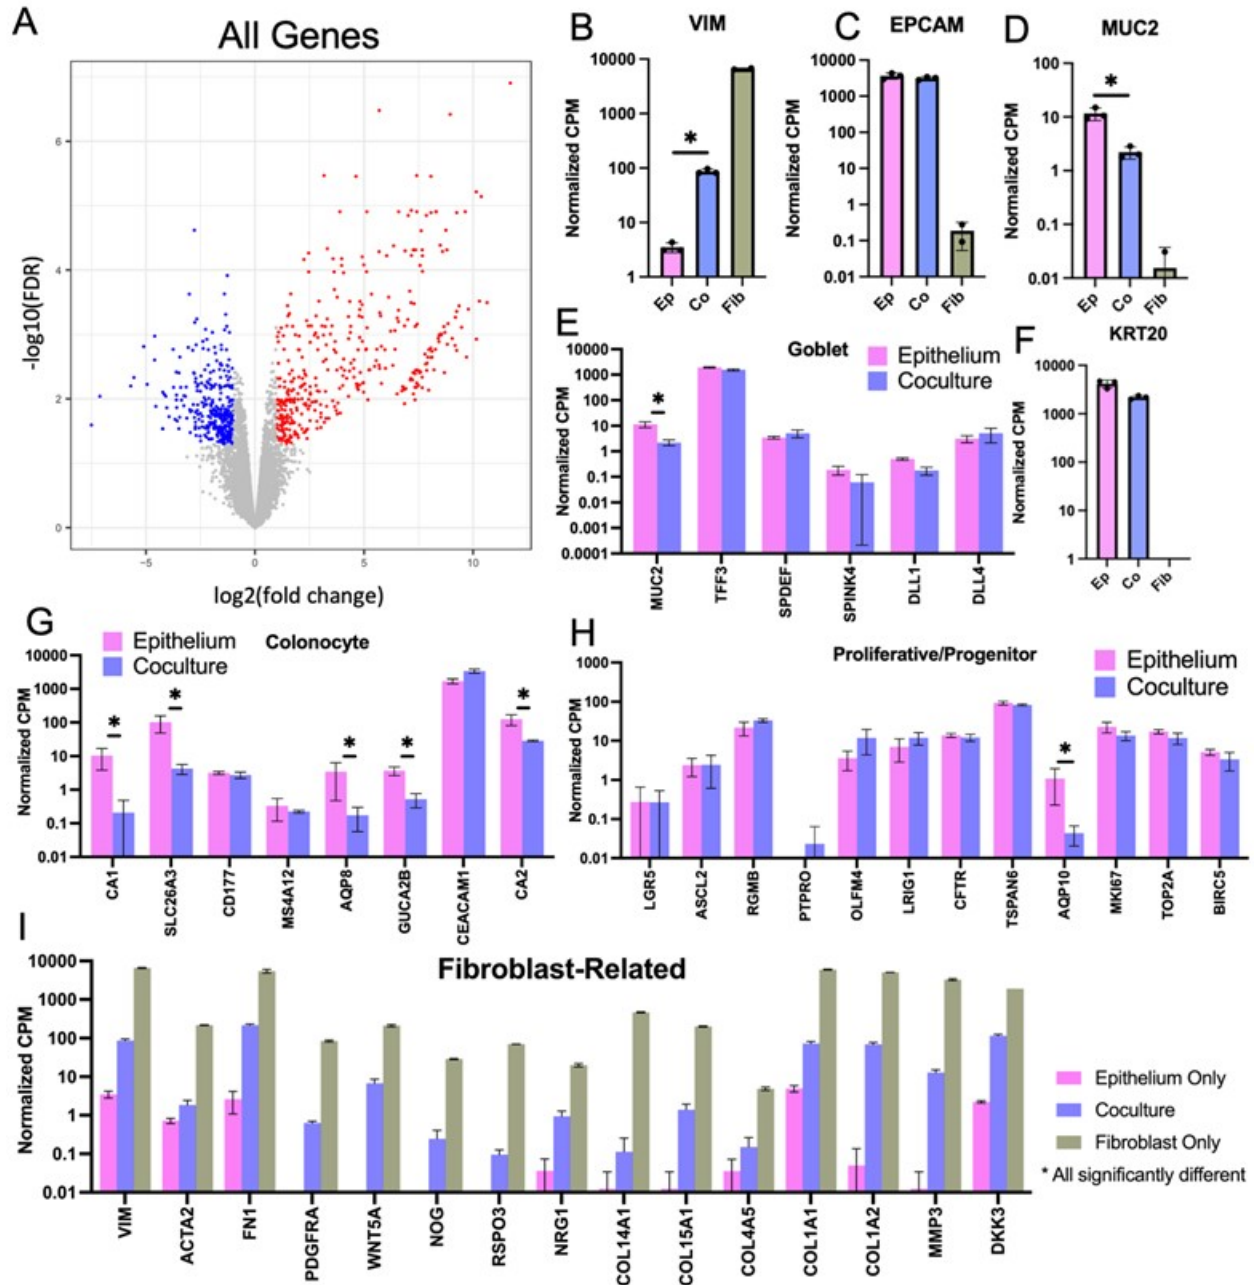 A
All Genes
-log10(FDR)
6
4
2
0
−5
0
5
10
log2(fold change)
B
VIM
Normalized CPM
10000
1000
100
10
1
*
Ep
Co
Fib
C
EPCAM
Normalized CPM
10000
1000
100
10
1
0.1
0.01
Ep
Co
Fib
D
MUC2
Normalized CPM
100
10
1
0.1
0.01
*
Ep
Co
Fib
E
Goblet
Epithelium
Coculture
Normalized CPM
10000
1000
100
10
1
0.1
0.01
0.001
0.0001
*
MUC2
TFF3
SPDEF
SPINK4
DLL1
DLL4
F
KRT20
Normalized CPM
10000
1000
100
10
1
Ep
Co
Fib
G
Epithelium
Coculture
Colonocyte
Normalized CPM
10000
1000
100
10
1
0.1
0.01
*
*
*
*
*
CA1
SLC26A3
CD177
MS4A12
AQP8
GUCA2B
CEACAM1
CA2
H
Proliferative/Progenitor
Epithelium
Coculture
Normalized CPM
1000
100
10
1
0.1
0.01
*
LGR5
ASCL2
RGMB
PTPRO
OLFM4
LRIG1
CFTR
TSPAN6
AQP10
MKI67
TOP2A
BIRC5
I
Fibroblast-Related
Normalized CPM
10000
1000
100
10
1
0.1
0.01
VIM
ACTA2
FN1
PDGFRA
WNT5A
NOG
RSPO3
NRG1
COL14A1
COL15A1
COL4A5
COL1A1
COL1A2
MMP3
DKK3
Epithelium Only
Coculture
Fibroblast Only
* All significantly different